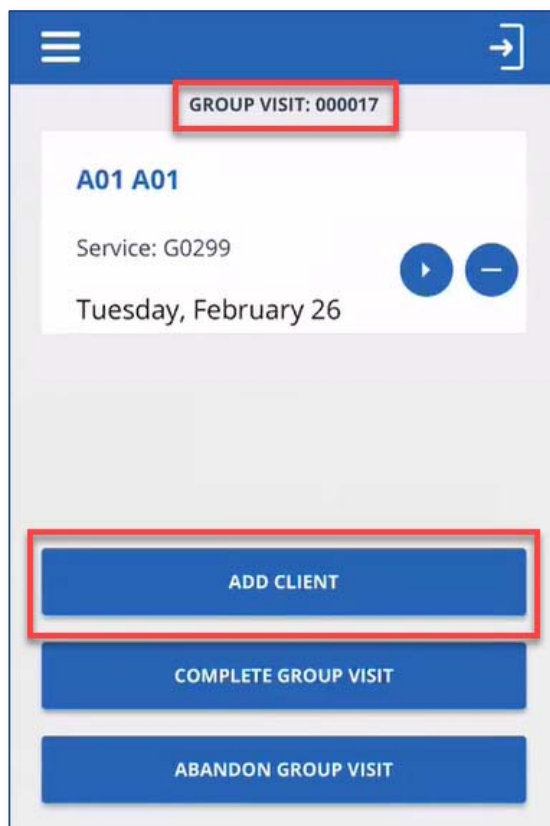 GROUP VISIT: 000017
A01 A01
Service: G0299
Tuesday, February 26
ADD CLIENT
COMPLETE GROUP VISIT
ABANDON GROUP VISIT